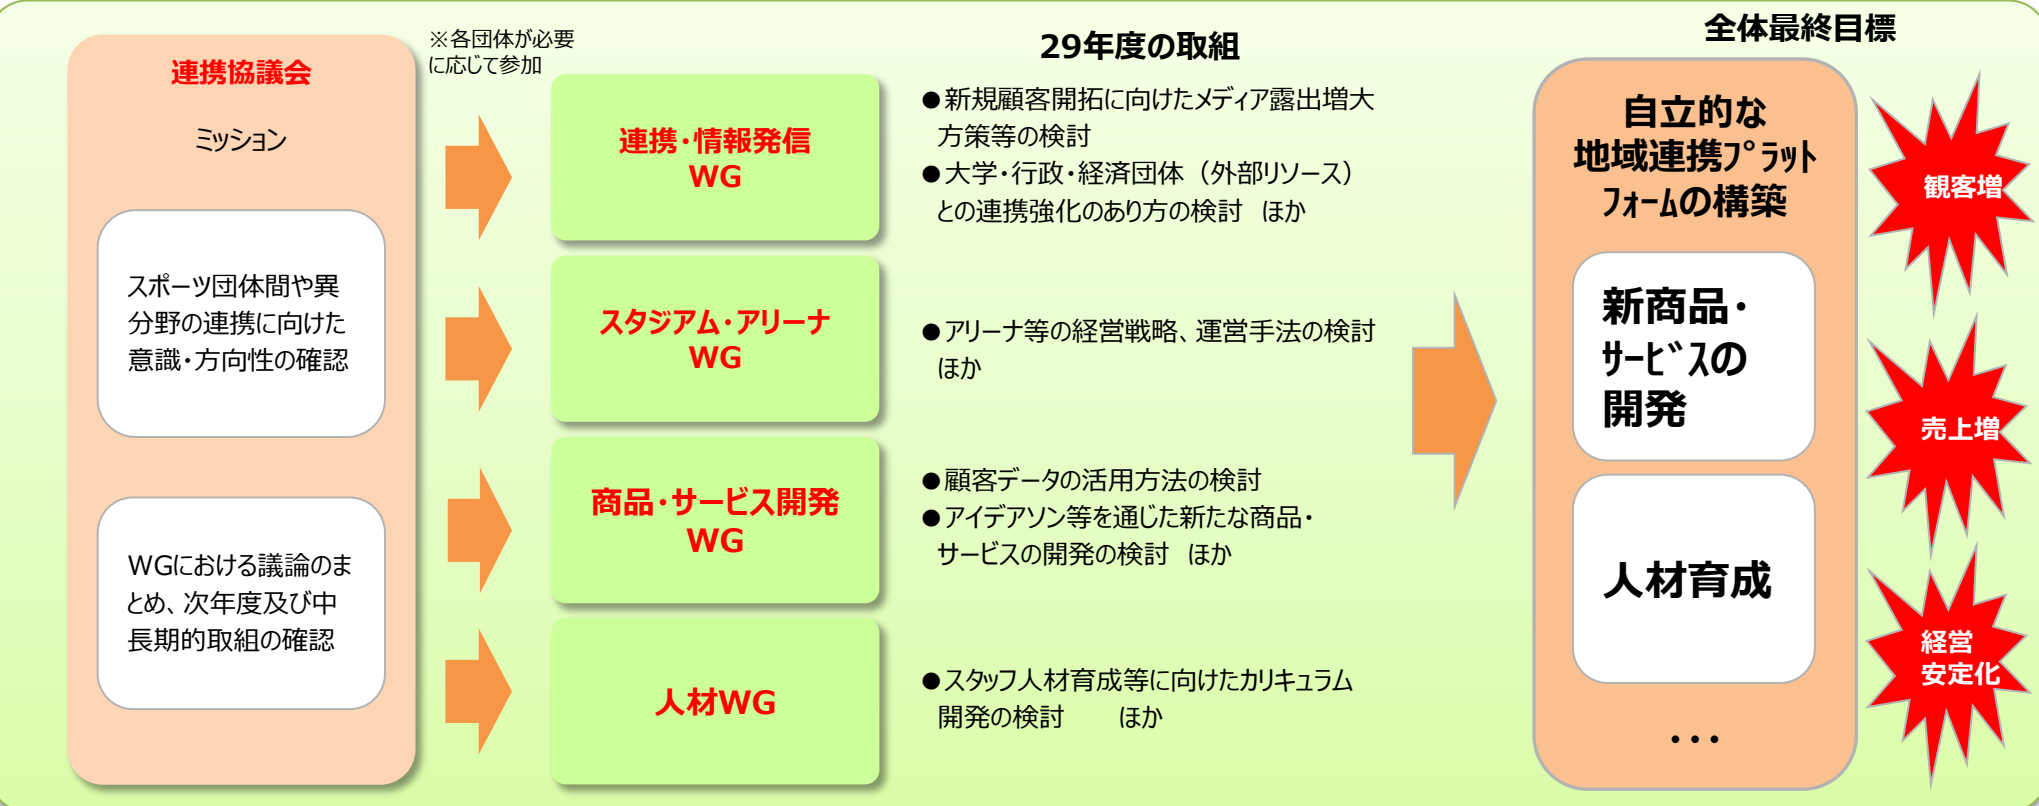 連携協議会
ミッション
スポーツ団体間や異
分野の連携に向けた
意識・方向性の確認
WGにおける議論のま
とめ、次年度及び中
長期的取組の確認
※各団体が必要
に応じて参加
連携・情報発信
WG
スタジアム・アリーナ
WG
商品・サービス開発
WG
人材WG
29年度の取組
●新規顧客開拓に向けたメディア露出増大
方策等の検討
●大学・行政・経済団体（外部リソース）
との連携強化のあり方の検討　ほか
●アリーナ等の経営戦略、運営手法の検討
ほか
●顧客データの活用方法の検討
●アイデアソン等を通じた新たな商品・
サービスの開発の検討　ほか
●スタッフ人材育成等に向けたカリキュラム
開発の検討　　ほか
全体最終目標
自立的な
地域連携ﾌﾟﾗｯﾄ
ﾌｫｰﾑの構築
新商品・
ｻｰﾋﾞｽの
開発
人材育成
・・・
観客増
売上増
経営
安定化